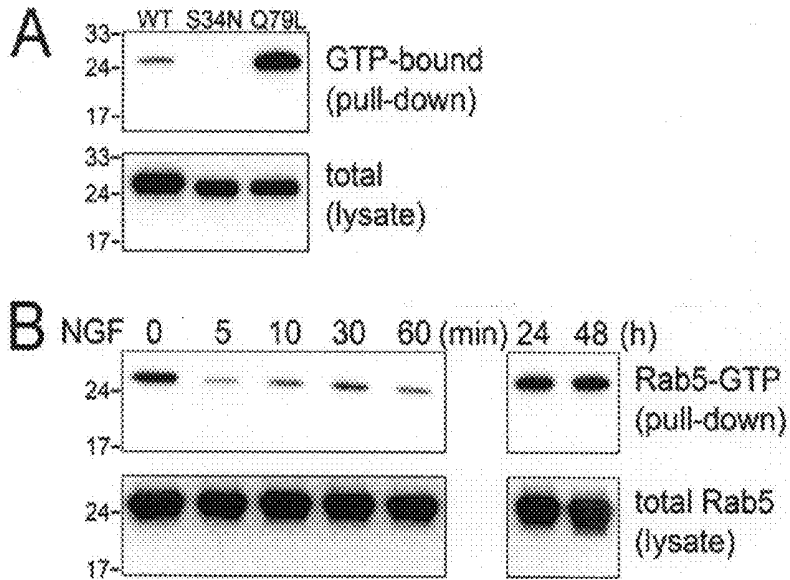 A
WT S34N Q79L
33-
24-
17-
GTP-bound
(pull-down)
33-
24-
17-
total
(lysate)
B
NGF 0 5 10 30 60 (min) 24 48 (h)
24-
17-
Rab5-GTP
(pull-down)
24-
17-
total Rab5
(lysate)